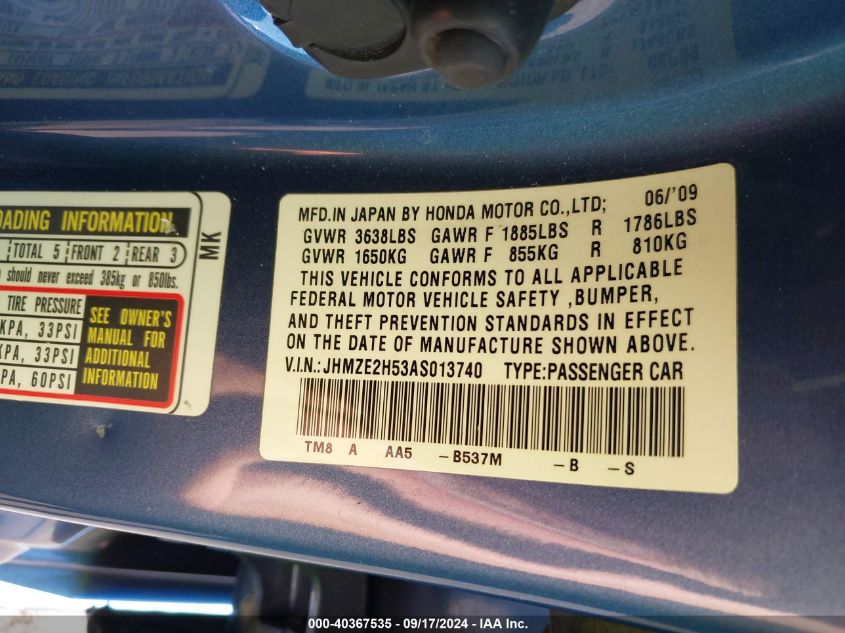 OADING INFORMATION
TOTAL 5 FRONT 2 REAR 3
should never exceed 385kg or 850lbs.
TIRE PRESSURE
KPA, 33PSI
KPA, 33PSI
PA, 60PSI
SEE OWNER'S
MANUAL FOR
ADDITIONAL
INFORMATION
MK
MFD.IN JAPAN BY HONDA MOTOR CO.,LTD; 06/'09
GVWR 3638LBS GAWR F 1885LBS R 1786LBS
GVWR 1650KG GAWR F 855KG R 810KG
THIS VEHICLE CONFORMS TO ALL APPLICABLE
FEDERAL MOTOR VEHICLE SAFETY ,BUMPER,
AND THEFT PREVENTION STANDARDS IN EFFECT
ON THE DATE OF MANUFACTURE SHOWN ABOVE.
V.I.N.:JHMZE2H53AS013740 TYPE:PASSENGER CAR
TM8 A AA5 -B537M -B -S
000-40367535 - 09/17/2024 - IAA Inc.